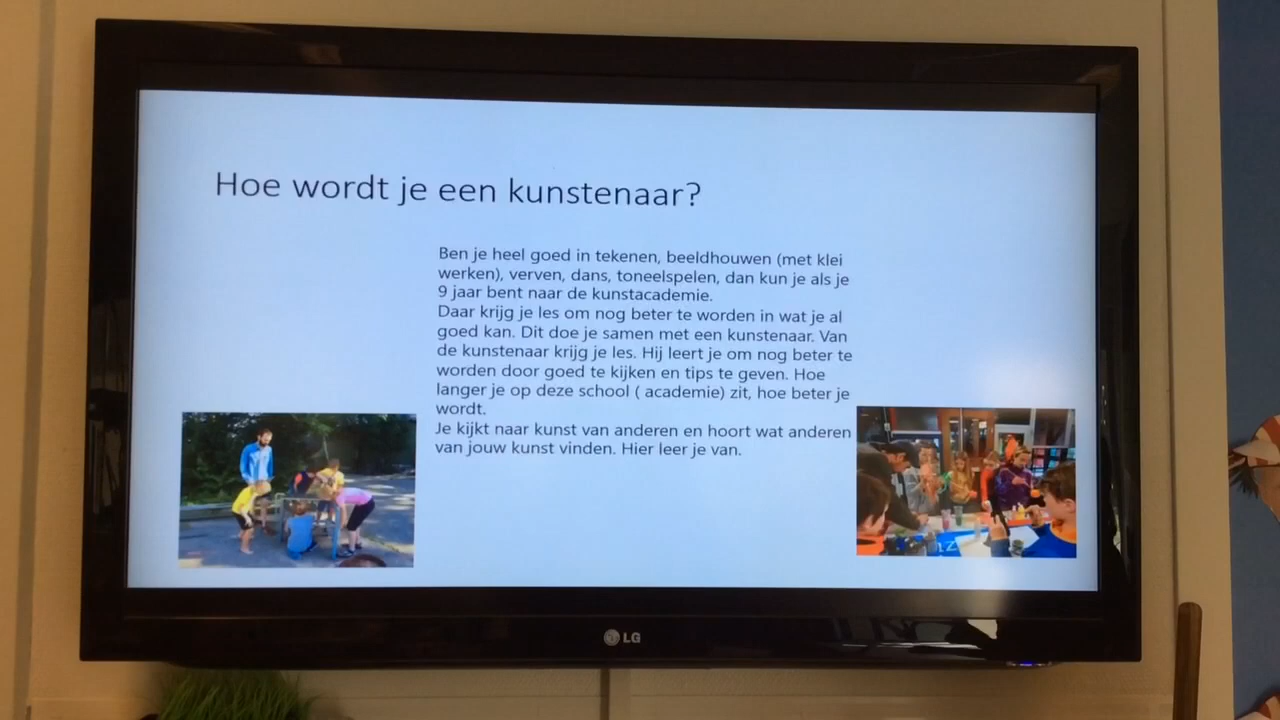 Hoe wordt je een kunstenaar?
Ben je heel goed in tekenen, beeldhouwen (met klei
werken), verven, dans, toneelspelen, dan kun je als je
9 jaar bent naar de kunstacademie.
Daar krijg je les om nog beter te worden in wat je al
goed kan. Dit doe je samen met een kunstenaar. Van
de kunstenaar krijg je les. Hij leert je om nog beter te
worden door goed te kijken en tips te geven. Hoe
langer je op deze school ( academie) zit, hoe beter je
wordt.
Je kijkt naar kunst van anderen en hoort wat anderen
van jouw kunst vinden. Hier leer je van.
LG